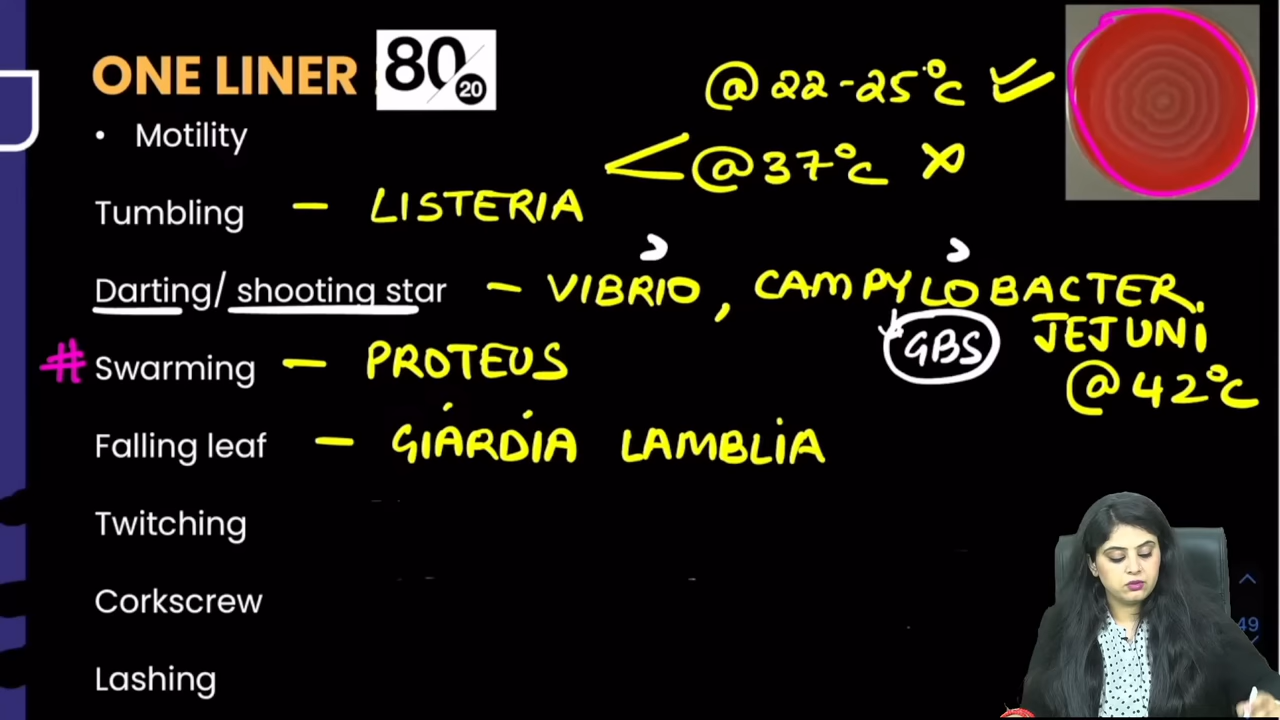 ONE LINER 80/20
@ 22-25°C
• Motility
@ 37°C
Tumbling - LISTERIA
Darting/ shooting star - VIBRIO, CAMPYLOBACTER.
JEJUNI
GBS
@ 42°C
# Swarming - PROTEUS
Falling leaf - GIARDIA LAMBLIA
Twitching
Corkscrew
49
Lashing